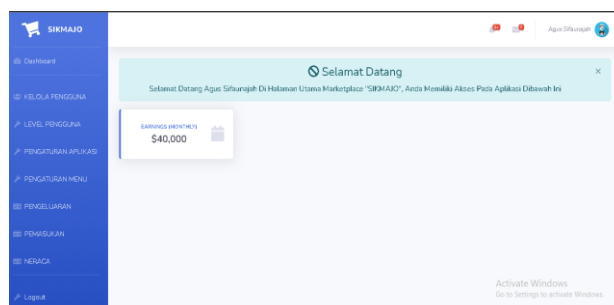 SIKMAJO
Agus Sifaunajah
Dashboard
Selamat Datang
Selamat Datang Agus Sifaunajah Di Halaman Utama Marketplace "SIKMAJO", Anda Memiliki Akses Pada Aplikasi Dibawah Ini
KELOLA PENGGUNA
LEVEL PENGGUNA
PENGATURAN APLIKASI
PENGATURAN MENU
PENGELUARAN
PEMASUKAN
NERACA
Logout
EARNINGS (MONTHLY)
$40,000
Activate Windows
Go to Settings to activate Windows.